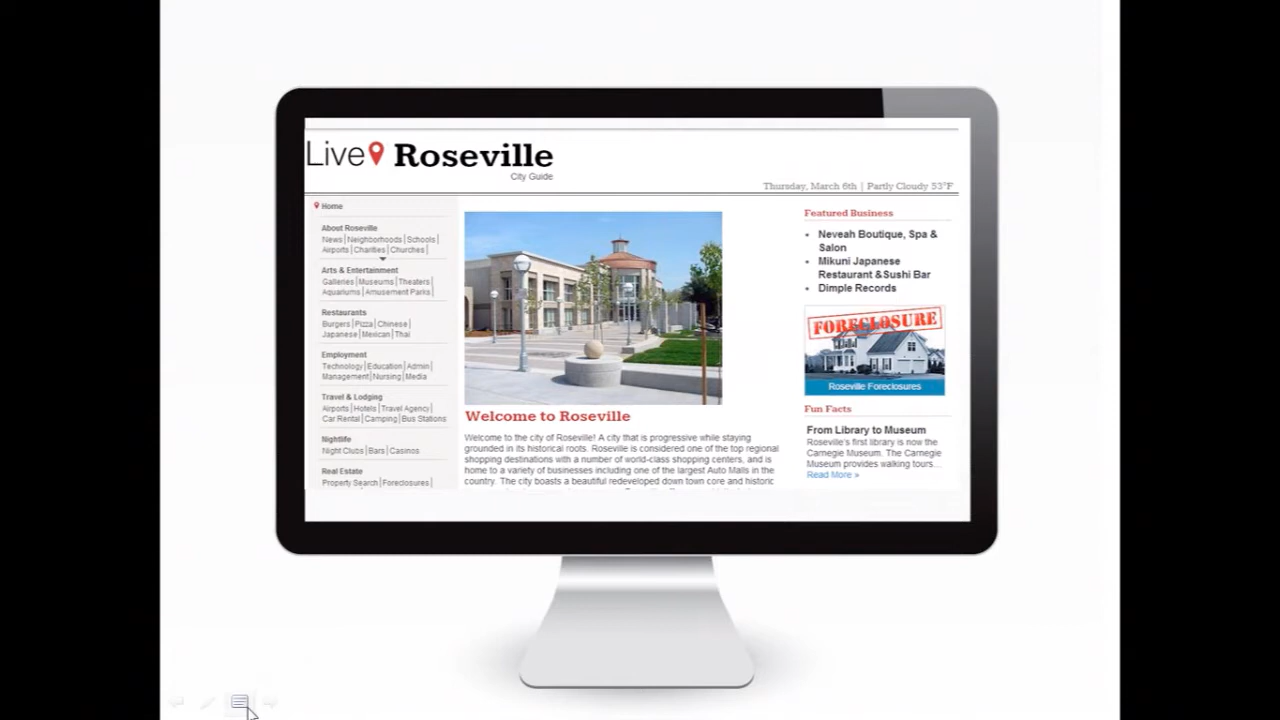 Live Roseville
City Guide
Thursday, March 6th | Partly Cloudy 53°F
Home
About Roseville
News | Neighborhoods | Schools |
Airports | Charities | Churches |
Arts & Entertainment
Galleries | Museums | Theaters |
Aquariums | Amusement Parks |
Restaurants
Burgers | Pizza | Chinese |
Japanese | Mexican | Thai
Employment
Technology | Education | Admin |
Management | Nursing | Media
Travel & Lodging
Airports | Hotels | Travel Agency |
Car Rental | Camping | Bus Stations
Nightlife
Night Clubs | Bars | Casinos
Real Estate
Property Search | Foreclosures |
Welcome to Roseville
Welcome to the city of Roseville! A city that is progressive while staying
grounded in its historical roots. Roseville is considered one of the top regional
shopping destinations with a number of world-class shopping centers, and is
home to a variety of businesses including one of the largest Auto Malls in the
country. The city boasts a beautiful redeveloped down town core and historic
Featured Business
• Neveah Boutique, Spa &
Salon
• Mikuni Japanese
Restaurant &Sushi Bar
• Dimple Records
FORECLOSURE
Roseville Foreclosures
Fun Facts
From Library to Museum
Roseville's first library is now the
Carnegie Museum. The Carnegie
Museum provides walking tours...
Read More »